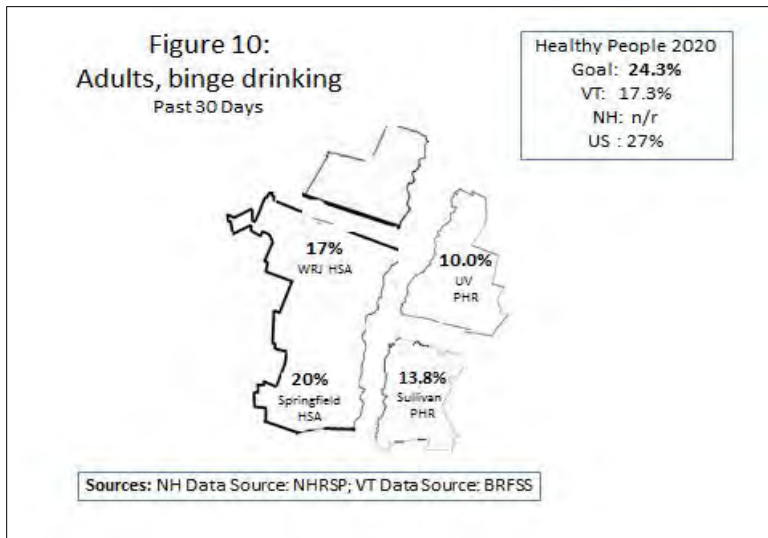 Figure 10:
Adults, binge drinking
Past 30 Days
Healthy People 2020
Goal: 24.3%
VT: 17.3%
NH: n/r
US : 27%
17%
WRJ HSA
10.0%
UV
PHR
20%
Springfield
HSA
13.8%
Sullivan
PHR
Sources: NH Data Source: NHRSP; VT Data Source: BRFSS